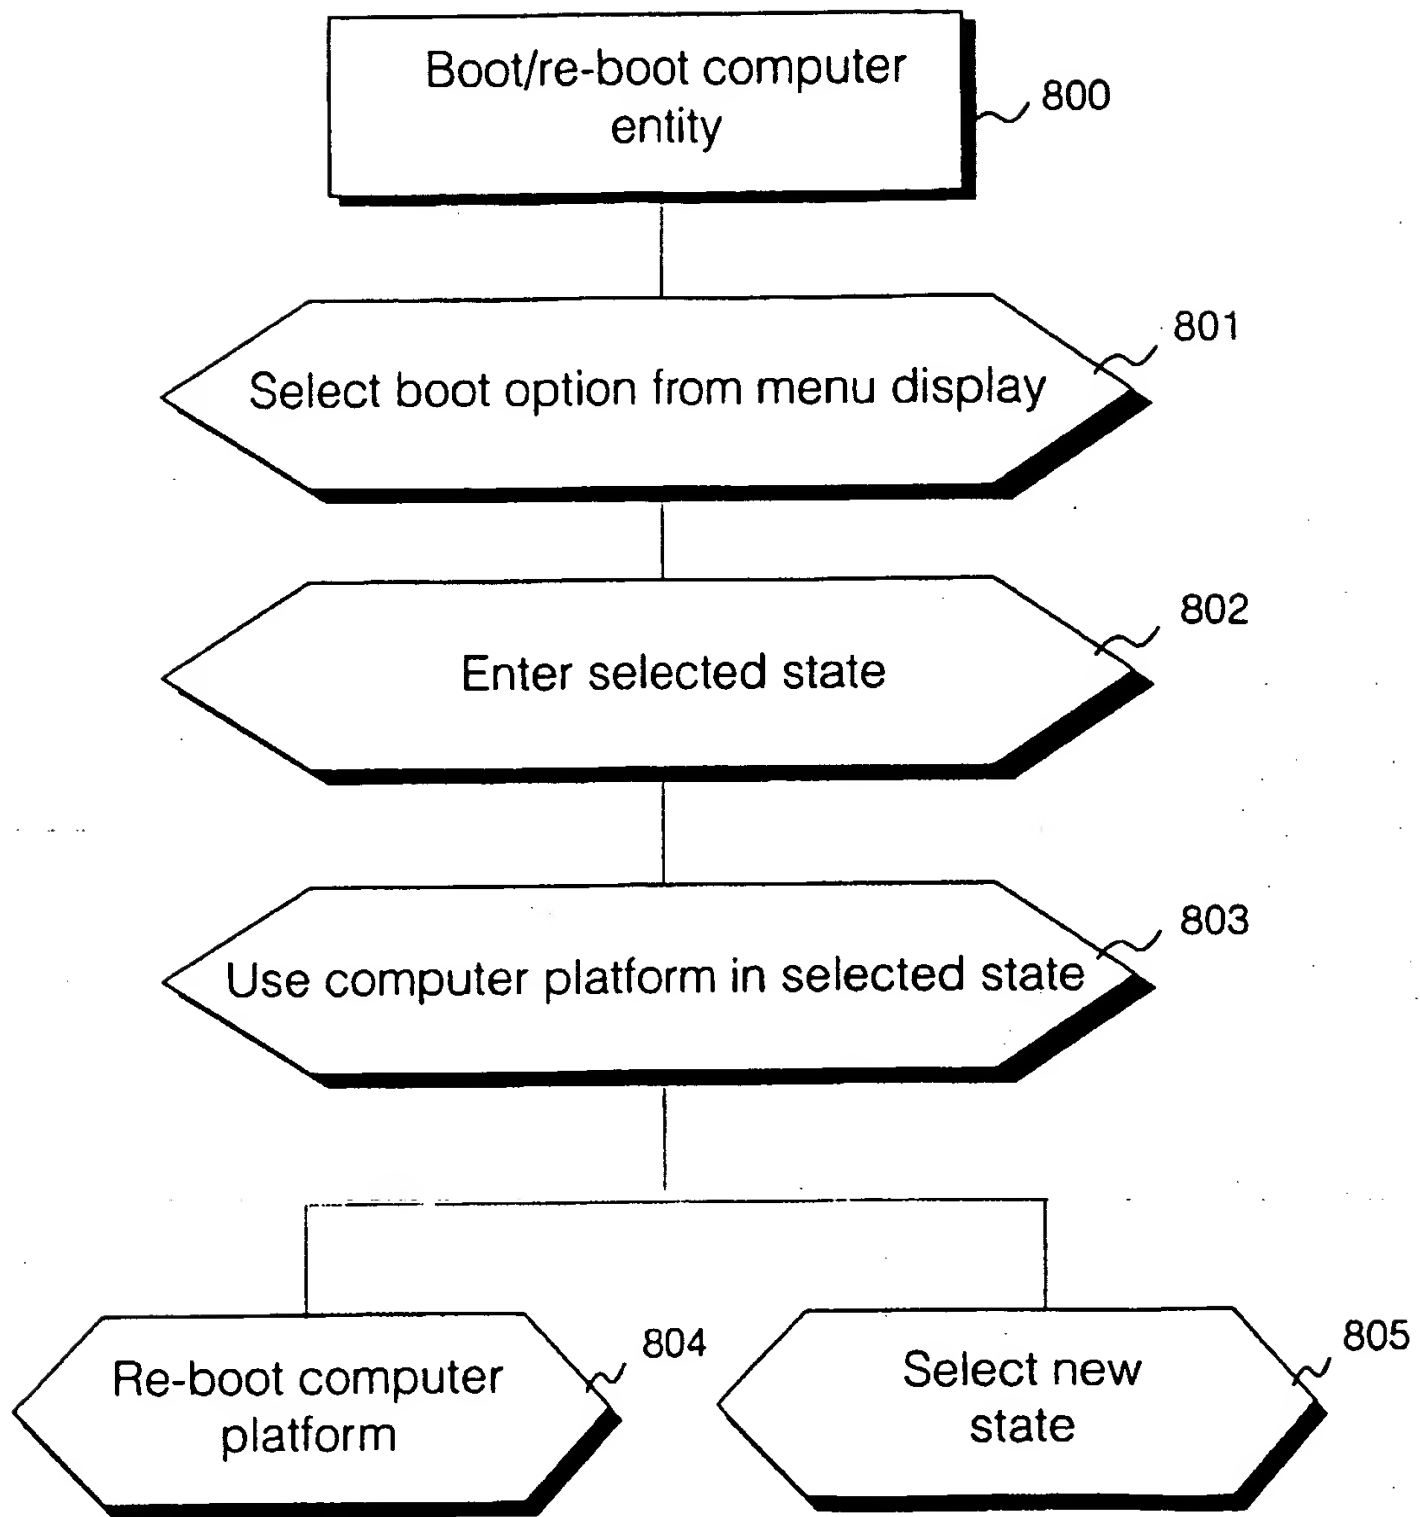 Boot/re-boot computer
entity
800
801
Select boot option from menu display
802
Enter selected state
803
Use computer platform in selected state
804
Re-boot computer
platform
805
Select new
state